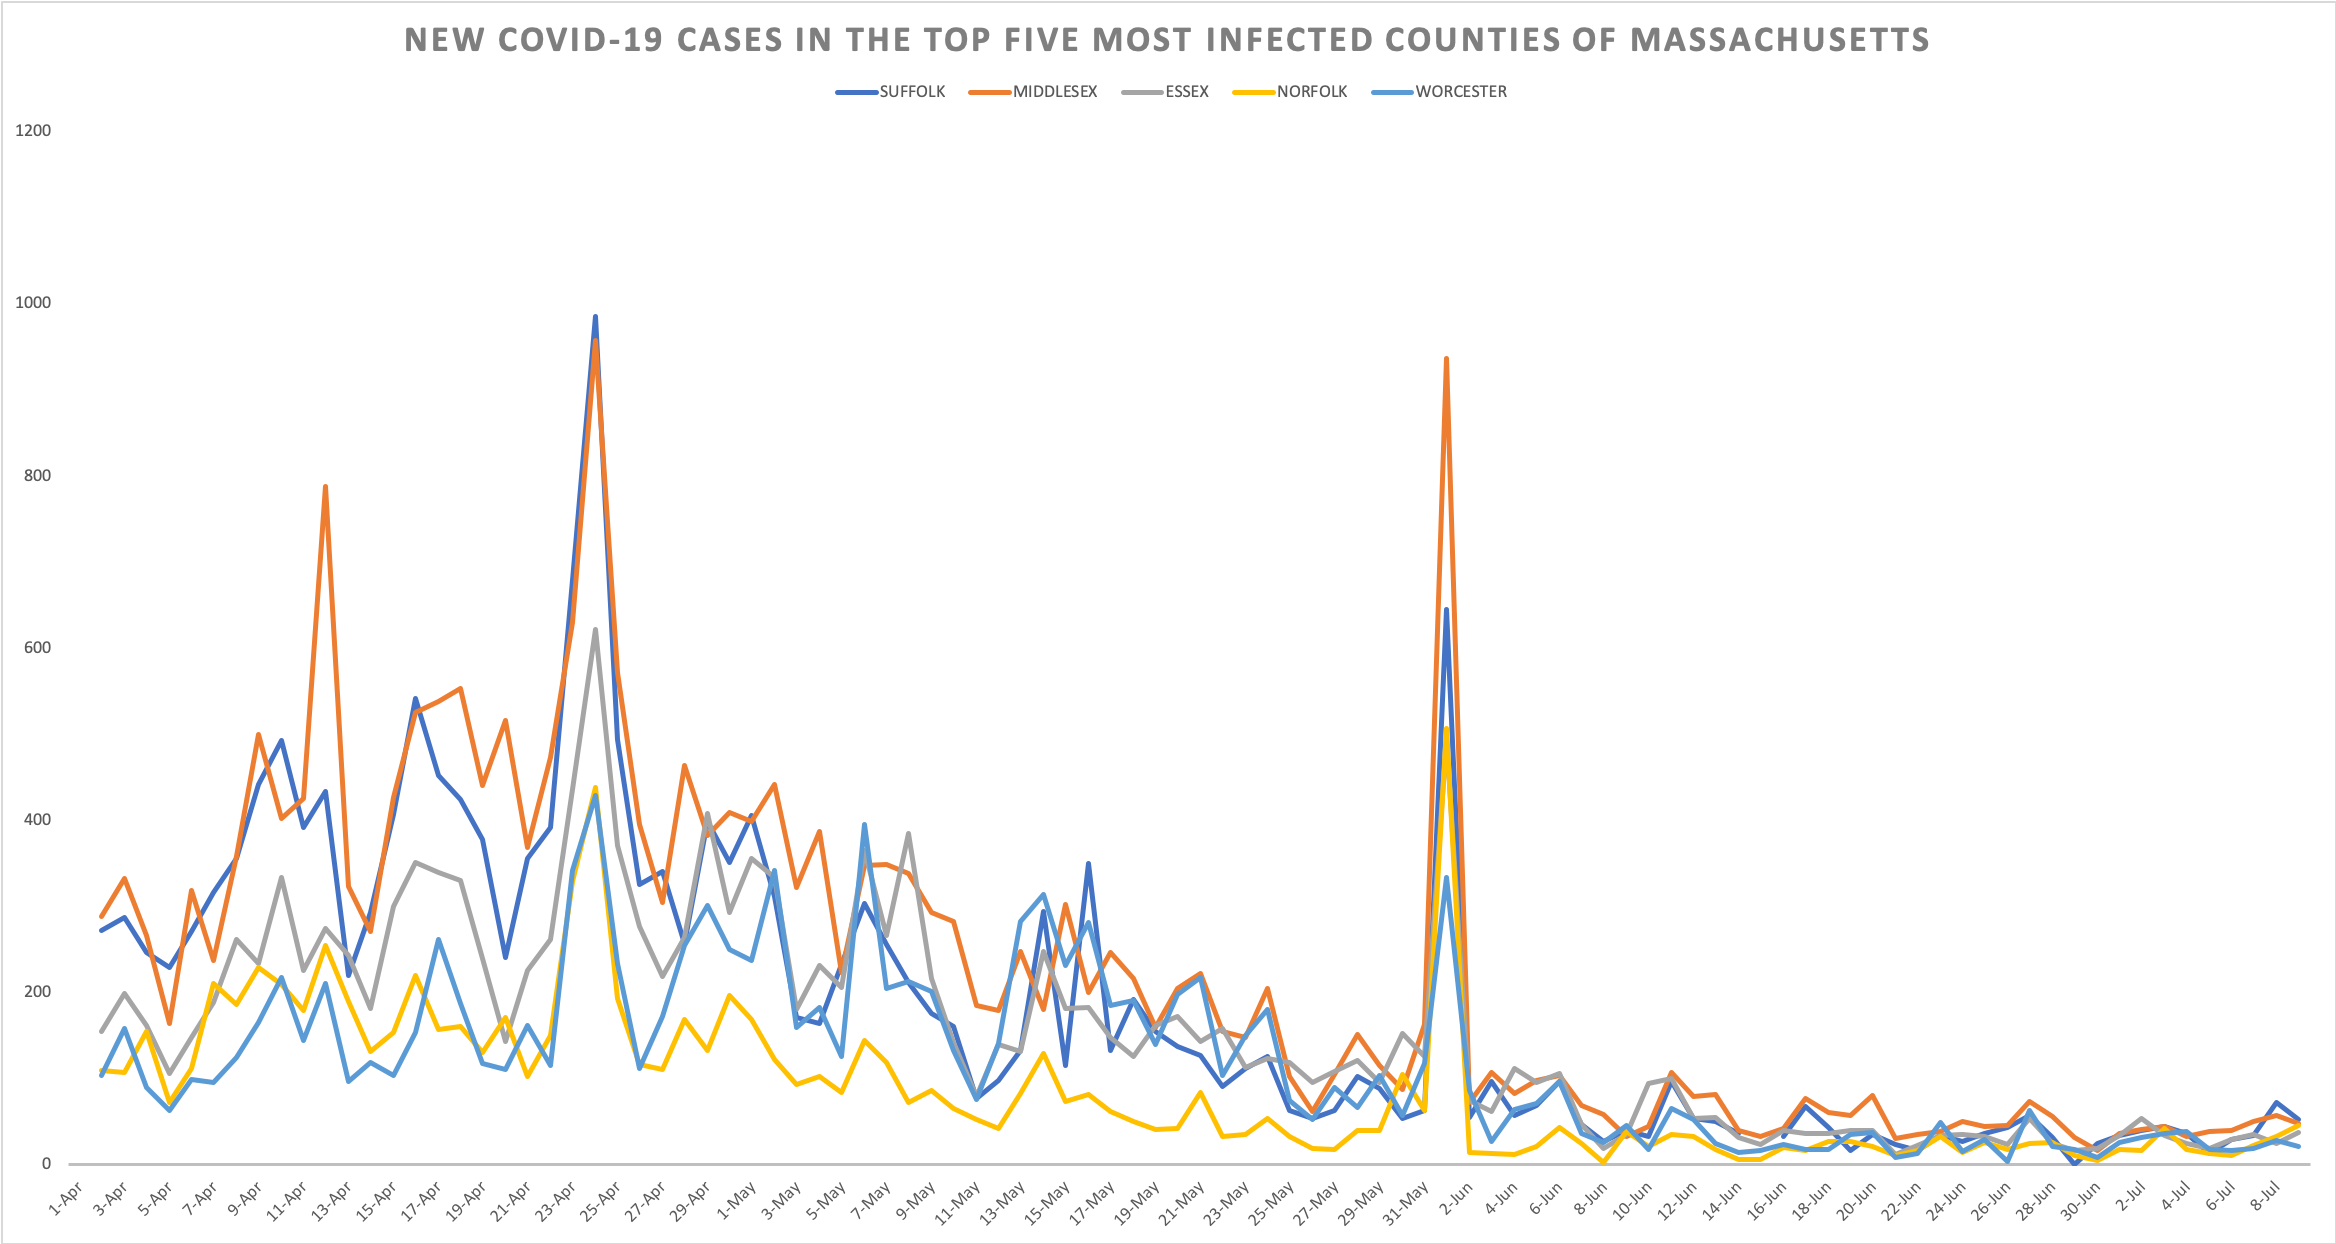 NEW COVID-19 CASES IN THE TOP FIVE MOST INFECTED COUNTIES OF MASSACHUSETTS
SUFFOLK MIDDLESEX ESSEX NORFOLK WORCESTER
1200
1000
800
600
400
200
0
1-Apr 3-Apr 5-Apr 7-Apr 9-Apr 11-Apr 13-Apr 15-Apr 17-Apr 19-Apr 21-Apr 23-Apr 25-Apr 27-Apr 29-Apr 1-May 3-May 5-May 7-May 9-May 11-May 13-May 15-May 17-May 19-May 21-May 23-May 25-May 27-May 29-May 31-May 2-Jun 4-Jun 6-Jun 8-Jun 10-Jun 12-Jun 14-Jun 16-Jun 18-Jun 20-Jun 22-Jun 24-Jun 26-Jun 28-Jun 30-Jun 2-Jul 4-Jul 6-Jul 8-Jul